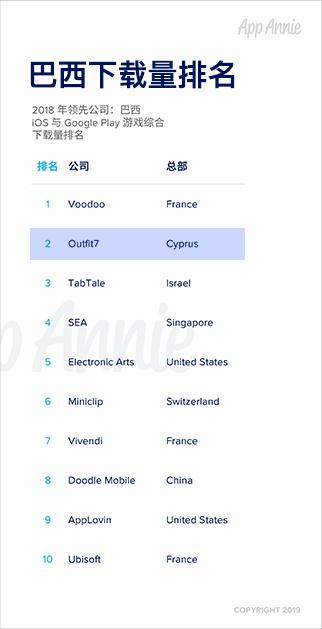 App Annie
巴西下载量排名
2018 年领先公司：巴西
iOS 与 Google Play 游戏综合
下载量排名
排名 公司 总部
1 Voodoo France
2 Outfit7 Cyprus
3 TabTale Israel
4 SEA Singapore
5 Electronic Arts United States
6 Miniclip Switzerland
7 Vivendi France
8 Doodle Mobile China
9 AppLovin United States
10 Ubisoft France
App Annie
COPYRIGHT 2019